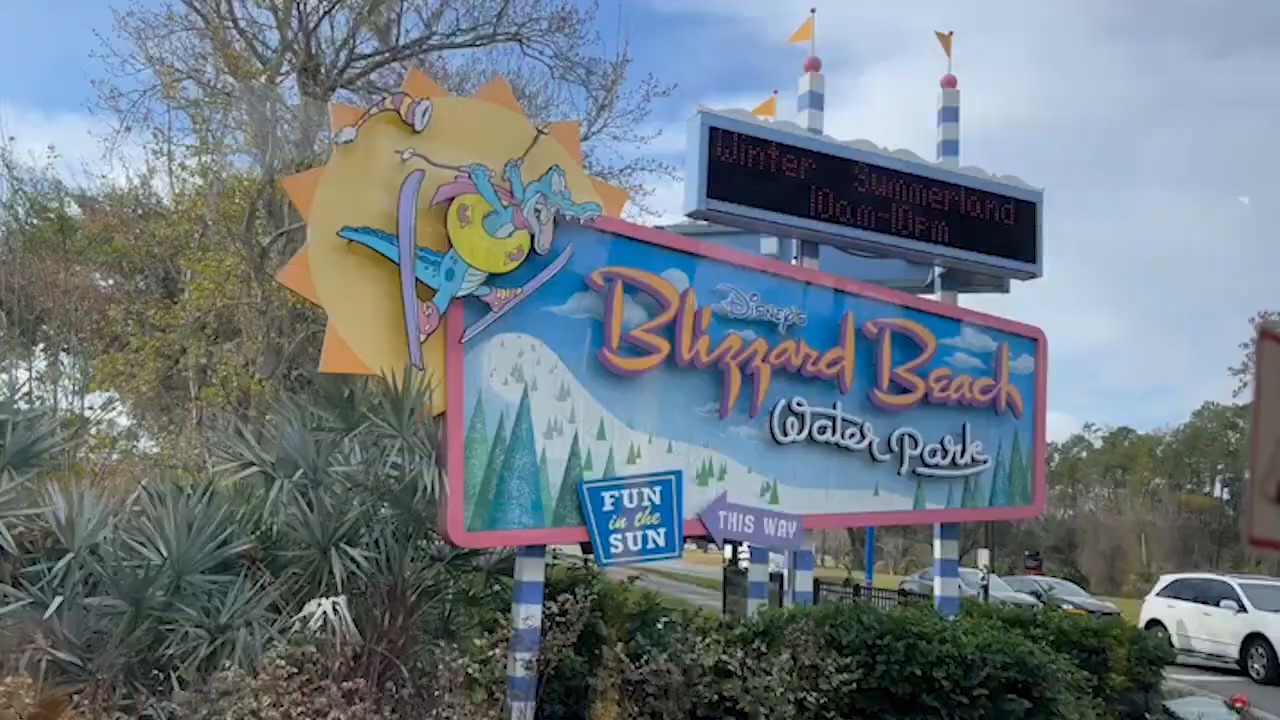 Winter Summerland
10am-10pm
Disney's
Blizzard Beach
Water Park
FUN
in the
SUN
THIS WAY